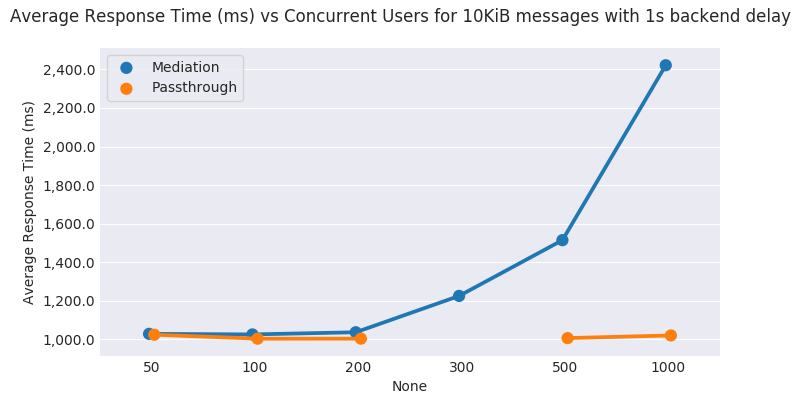 Average Response Time (ms) vs Concurrent Users for 10KiB messages with 1s backend delay
Mediation
Passthrough
2,400.0
2,200.0
2,000.0
1,800.0
1,600.0
1,400.0
1,200.0
1,000.0
Average Response Time (ms)
50 100 200 300 500 1000
None